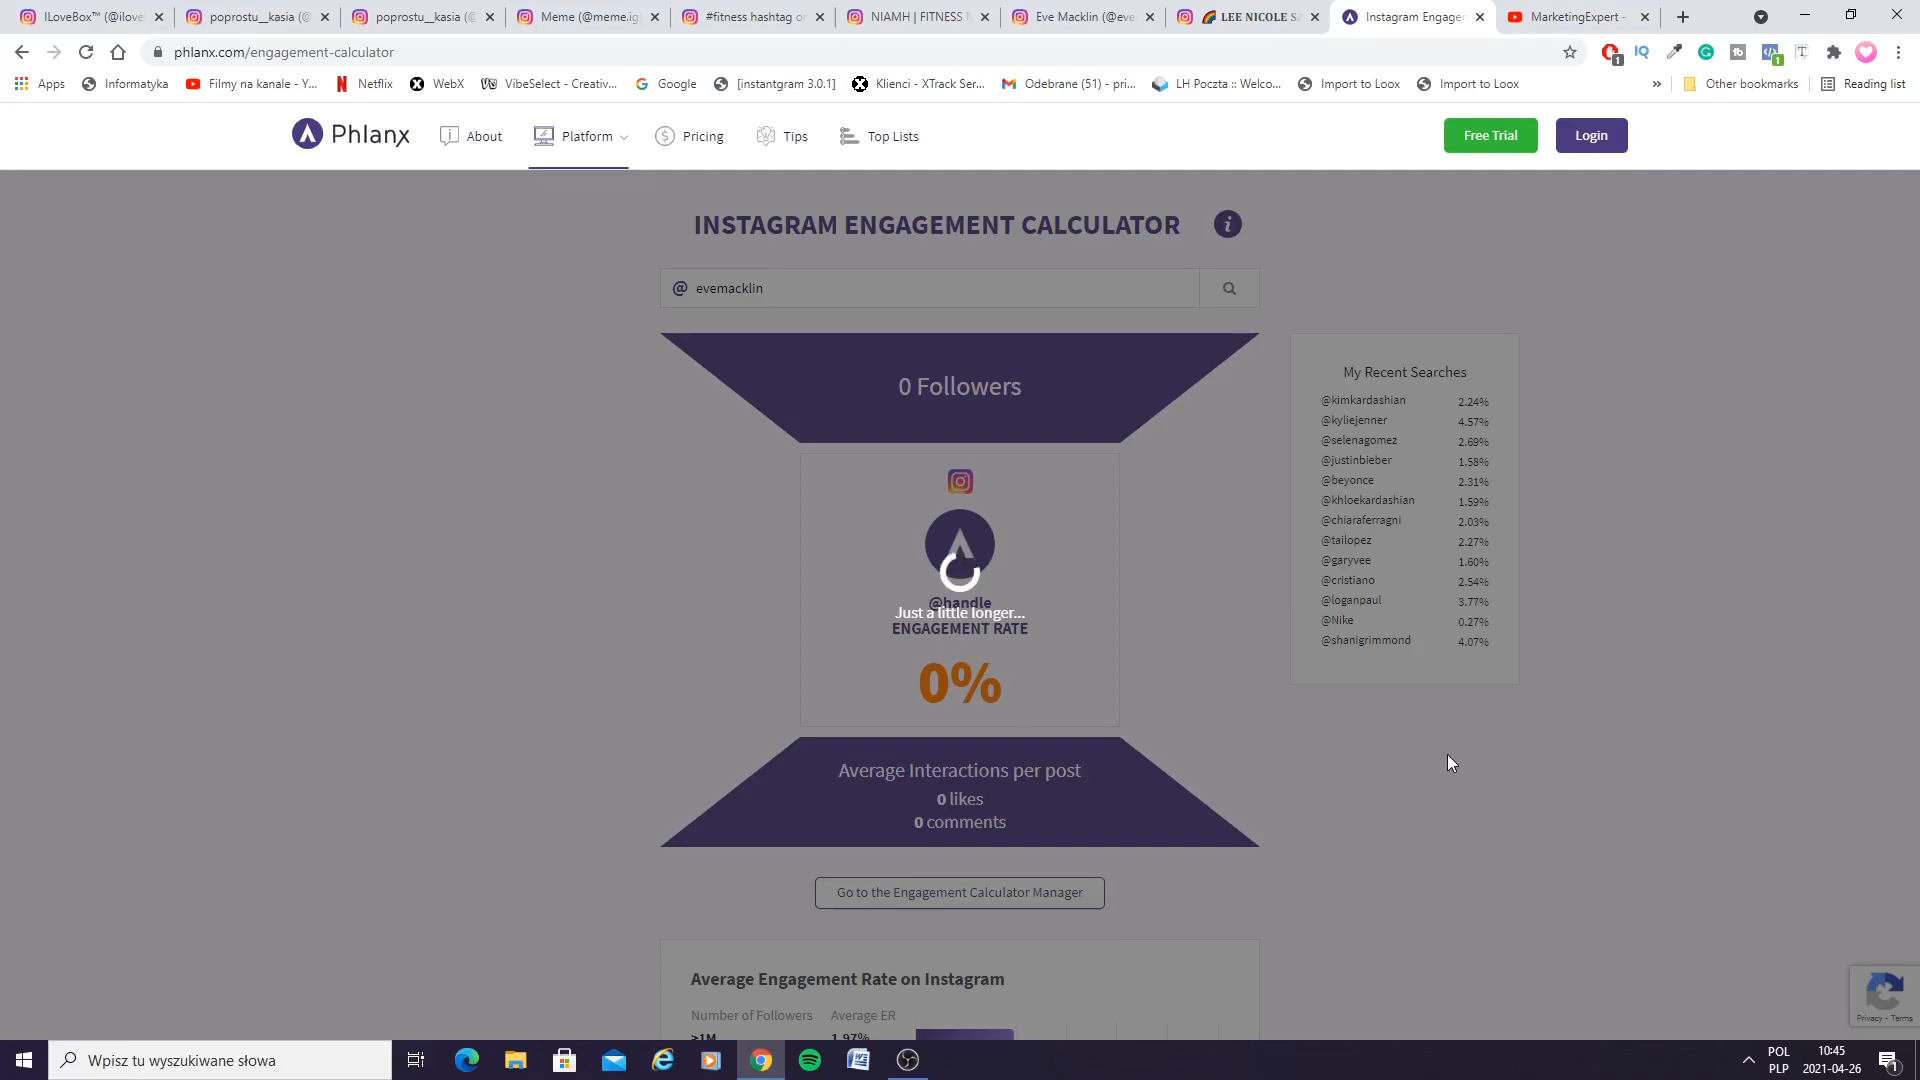 ILoveBox™ (@ilove
poprostu__kasia (@
poprostu__kasia (@
Meme (@meme.ig
#fitness hashtag or
NIAMH | FITNESS
Eve Macklin (@eve
🌈 LEE NICOLE S
Instagram Engagem
MarketingExpert -
phlanx.com/engagement-calculator
Apps
Informatyka
Filmy na kanale - Y...
Netflix
WebX
VibeSelect - Creativ...
Google
[instantgram 3.0.1]
Klienci - XTrack Ser...
Odebrane (51) - pri...
LH Poczta :: Welco...
Import to Loox
Import to Loox
»
Other bookmarks
Reading list
Phlanx
About
Platform
Pricing
Tips
Top Lists
Free Trial
Login
INSTAGRAM ENGAGEMENT CALCULATOR
@ evemacklin
0 Followers
@handle
Just a little longer...
ENGAGEMENT RATE
0%
Average Interactions per post
0 likes
0 comments
Go to the Engagement Calculator Manager
My Recent Searches
@kimkardashian 2.24%
@kyliejenner 4.57%
@selenagomez 2.69%
@justinbieber 1.58%
@beyonce 2.31%
@khloekardashian 1.59%
@chiaraferragni 2.03%
@tailopez 2.27%
@garyvee 1.60%
@cristiano 2.54%
@loganpaul 3.77%
@Nike 0.27%
@shanigrimmond 4.07%
Average Engagement Rate on Instagram
Number of Followers Average ER
>1M 1.97%
Privacy - Terms
Wpisz tu wyszukiwane słowa
POL
PLP
10:45
2021-04-26